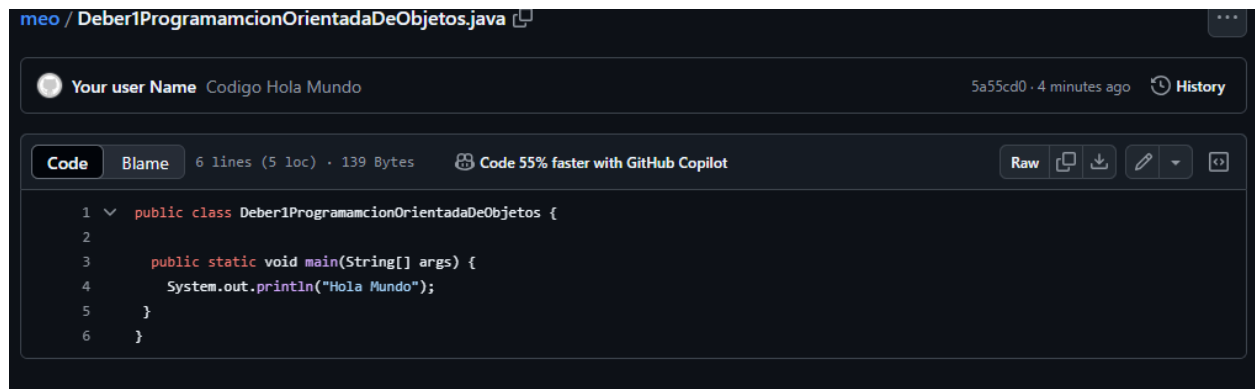 meo / Deber1ProgramamcionOrientadaDeObjetos.java
Your user Name Codigo Hola Mundo 5a55cd0 · 4 minutes ago History
Code Blame 6 lines (5 loc) · 139 Bytes Code 55% faster with GitHub Copilot Raw
1 public class Deber1ProgramamcionOrientadaDeObjetos {
2
3 public static void main(String[] args) {
4 System.out.println("Hola Mundo");
5 }
6 }